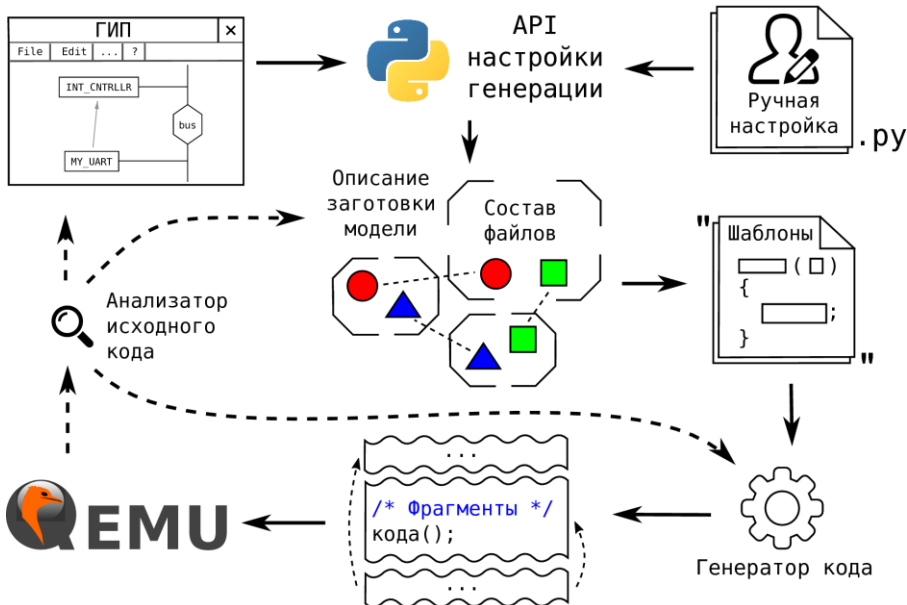 ГИП
×
File Edit ... ?
INT_CNTRLLR
bus
MY_UART
API
настройки
генерации
Ручная
настройка
.py
Описание
заготовки
модели
Состав
файлов
"
Шаблоны
( )
{
;
}
"
Анализатор
исходного
кода
QEMU
...
/* Фрагменты */
кода();
...
Генератор кода